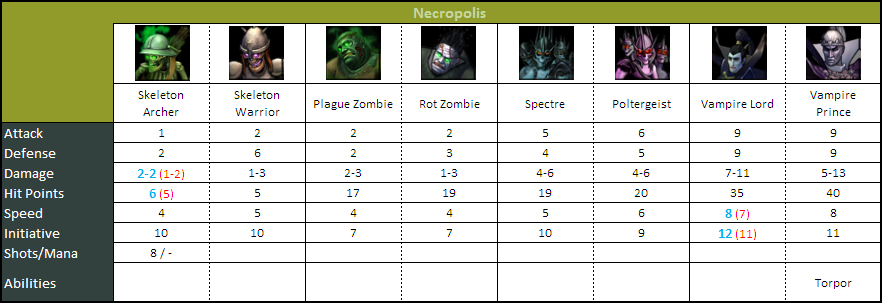 Necropolis
Skeleton Archer Skeleton Warrior Plague Zombie Rot Zombie Spectre Poltergeist Vampire Lord Vampire Prince
Attack 1 2 2 2 5 6 9 9
Defense 2 6 2 3 4 5 9 9
Damage 2-2 (1-2) 1-3 2-3 1-3 4-6 4-6 7-11 5-13
Hit Points 6 (5) 5 17 19 19 20 35 40
Speed 4 5 4 4 5 6 8 (7) 8
Initiative 10 10 7 7 10 9 12 (11) 11
Shots/Mana 8 / -
Abilities Torpor